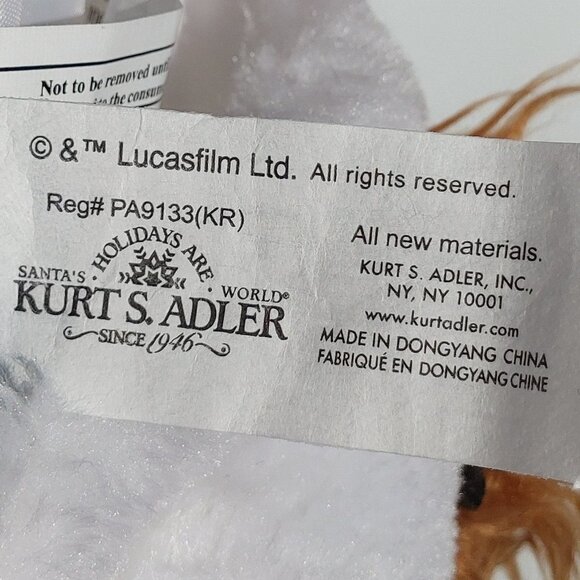 Not to be removed
the
© & ™ Lucasfilm Ltd. All rights reserved.
Reg# PA9133(KR)
HOLIDAYS ARE
SANTA'S WORLD®
KURT S. ADLER
SINCE 1946
All new materials.
KURT S. ADLER, INC.,
NY, NY 10001
www.kurtadler.com
MADE IN DONGYANG CHINA
FABRIQUÉ EN DONGYANG CHINE